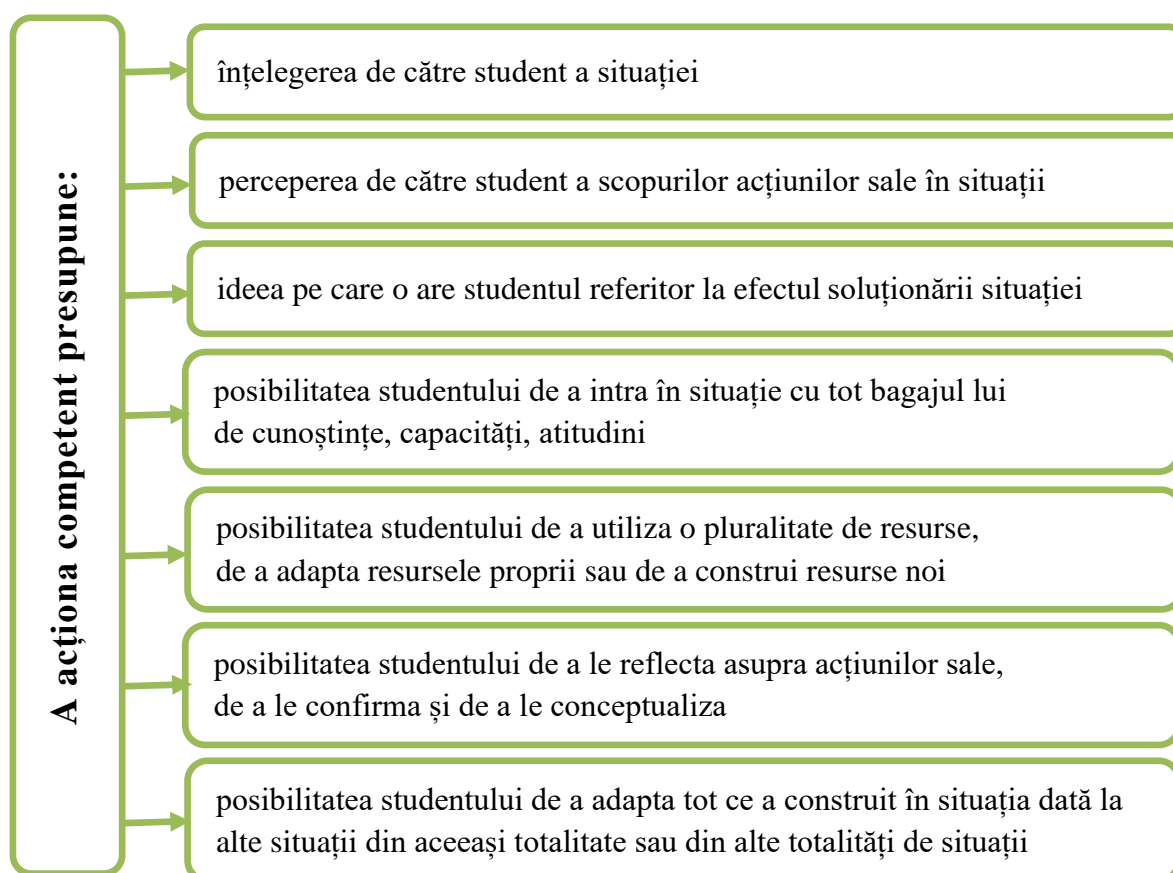 A acționa competent presupune:
înțelegerea de către student a situației
perceperea de către student a scopurilor acțiunilor sale în situații
ideea pe care o are studentul referitor la efectul soluționării situației
posibilitatea studentului de a intra în situație cu tot bagajul lui
de cunoștințe, capacități, atitudini
posibilitatea studentului de a utiliza o pluralitate de resurse,
de a adapta resursele proprii sau de a construi resurse noi
posibilitatea studentului de a le reflecta asupra acțiunilor sale,
de a le confirma și de a le conceptualiza
posibilitatea studentului de a adapta tot ce a construit în situația dată la
alte situații din aceeași totalitate sau din alte totalități de situații